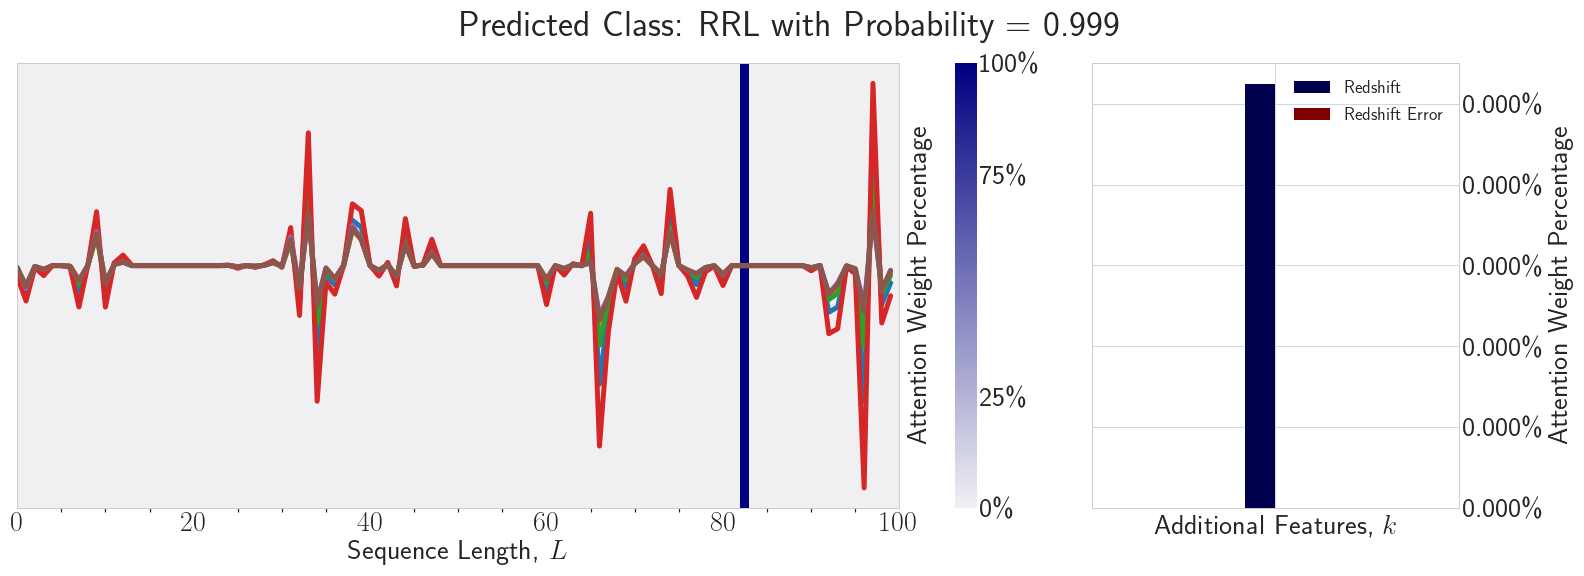 Predicted Class: RRL with Probability = 0.999
0
20
40
60
80
100
Sequence Length, L
100%
75%
25%
0%
Attention Weight Percentage
Redshift
Redshift Error
0.000%
0.000%
0.000%
0.000%
0.000%
0.000%
Attention Weight Percentage
Additional Features, k